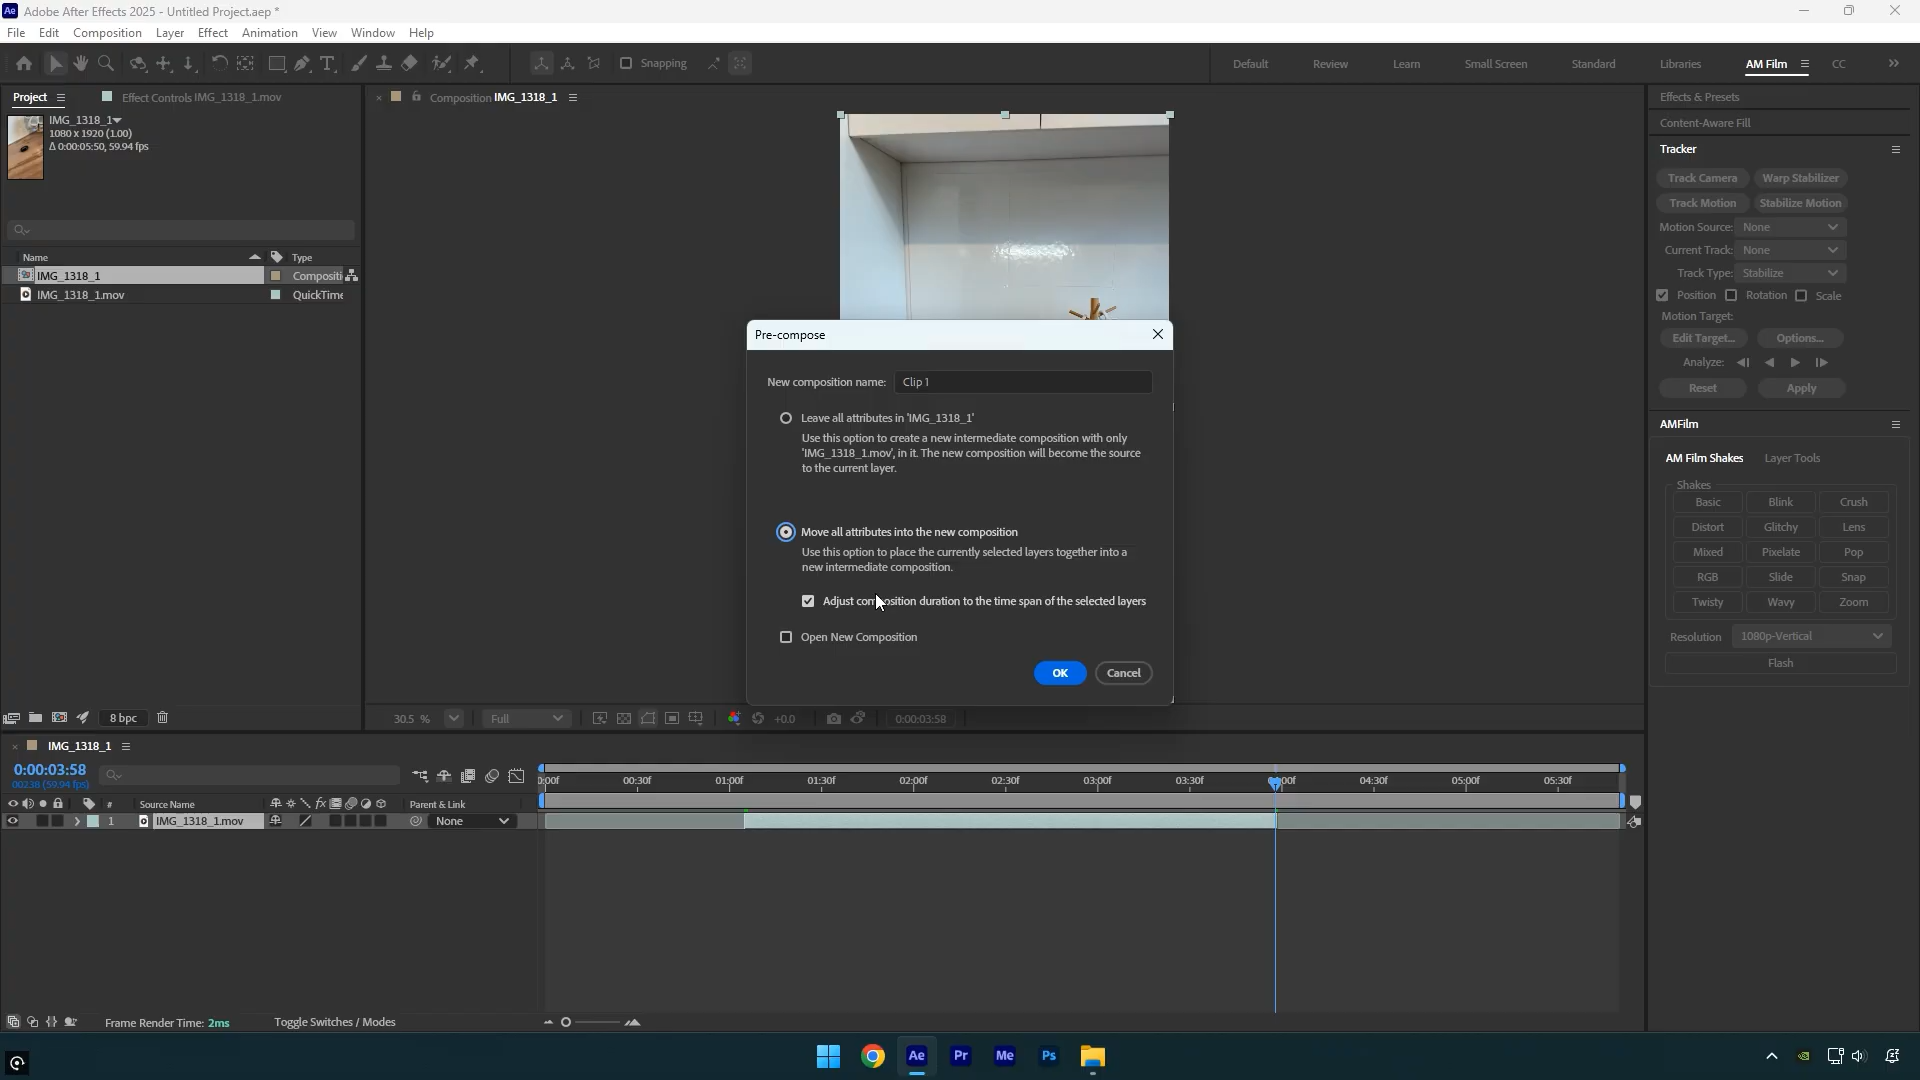 Ae Adobe After Effects 2025 - Untitled Project.aep *
File Edit Composition Layer Effect Animation View Window Help
Snapping
Default Review Learn Small Screen Standard Libraries AM Film CC
Project Effect Controls IMG_1318_1.mov
Composition IMG_1318_1
IMG_1318_1
1080 x 1920 (1.00)
Δ 0:00:05:50, 59.94 fps
Name Type
IMG_1318_1 Composit
IMG_1318_1.mov QuickTime
8 bpc
Pre-compose
New composition name: Clip 1
Leave all attributes in 'IMG_1318_1'
Use this option to create a new intermediate composition with only
'IMG_1318_1.mov', in it. The new composition will become the source
to the current layer.
Move all attributes into the new composition
Use this option to place the currently selected layers together into a
new intermediate composition.
Adjust composition duration to the time span of the selected layers
Open New Composition
OK Cancel
30.5 % Full +0.0 0:00:03:58
Effects & Presets
Content-Aware Fill
Tracker
Track Camera Warp Stabilizer
Track Motion Stabilize Motion
Motion Source: None
Current Track: None
Track Type: Stabilize
Position Rotation Scale
Motion Target:
Edit Target... Options...
Analyze:
Reset Apply
AMFilm
AM Film Shakes Layer Tools
Shakes
Basic Blink Crush
Distort Glitchy Lens
Mixed Pixelate Pop
RGB Slide Snap
Twisty Wavy Zoom
Resolution 1080p-Vertical
Flash
IMG_1318_1
0:00:03:58
00238 (59.94 fps)
00:30f 01:00f 01:30f 02:00f 02:30f 03:00f 03:30f 04:30f 05:00f 05:30f
# Source Name fx Parent & Link
1 IMG_1318_1.mov None
Frame Render Time: 2ms Toggle Switches / Modes
Ae Pr Me Ps